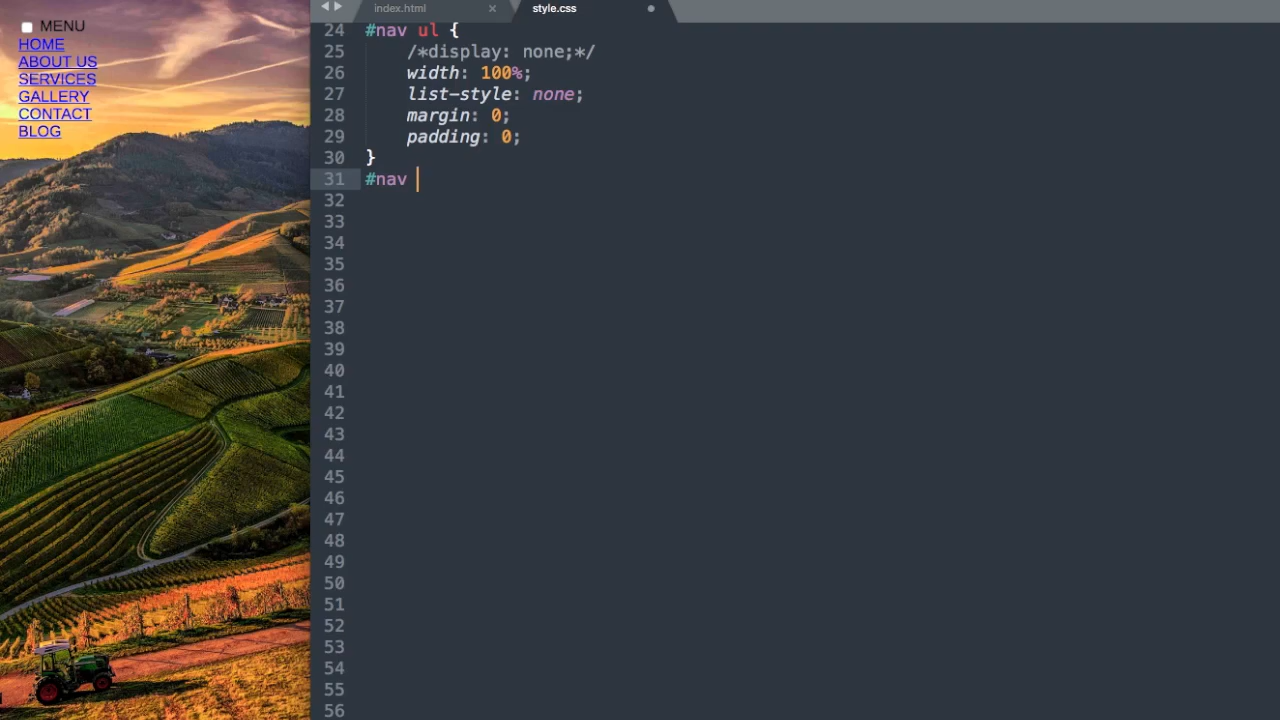 MENU
HOME
ABOUT US
SERVICES
GALLERY
CONTACT
BLOG
index.html
style.css
24 #nav ul {
25 /*display: none;*/
26 width: 100%;
27 list-style: none;
28 margin: 0;
29 padding: 0;
30 }
31 #nav
32
33
34
35
36
37
38
39
40
41
42
43
44
45
46
47
48
49
50
51
52
53
54
55
56